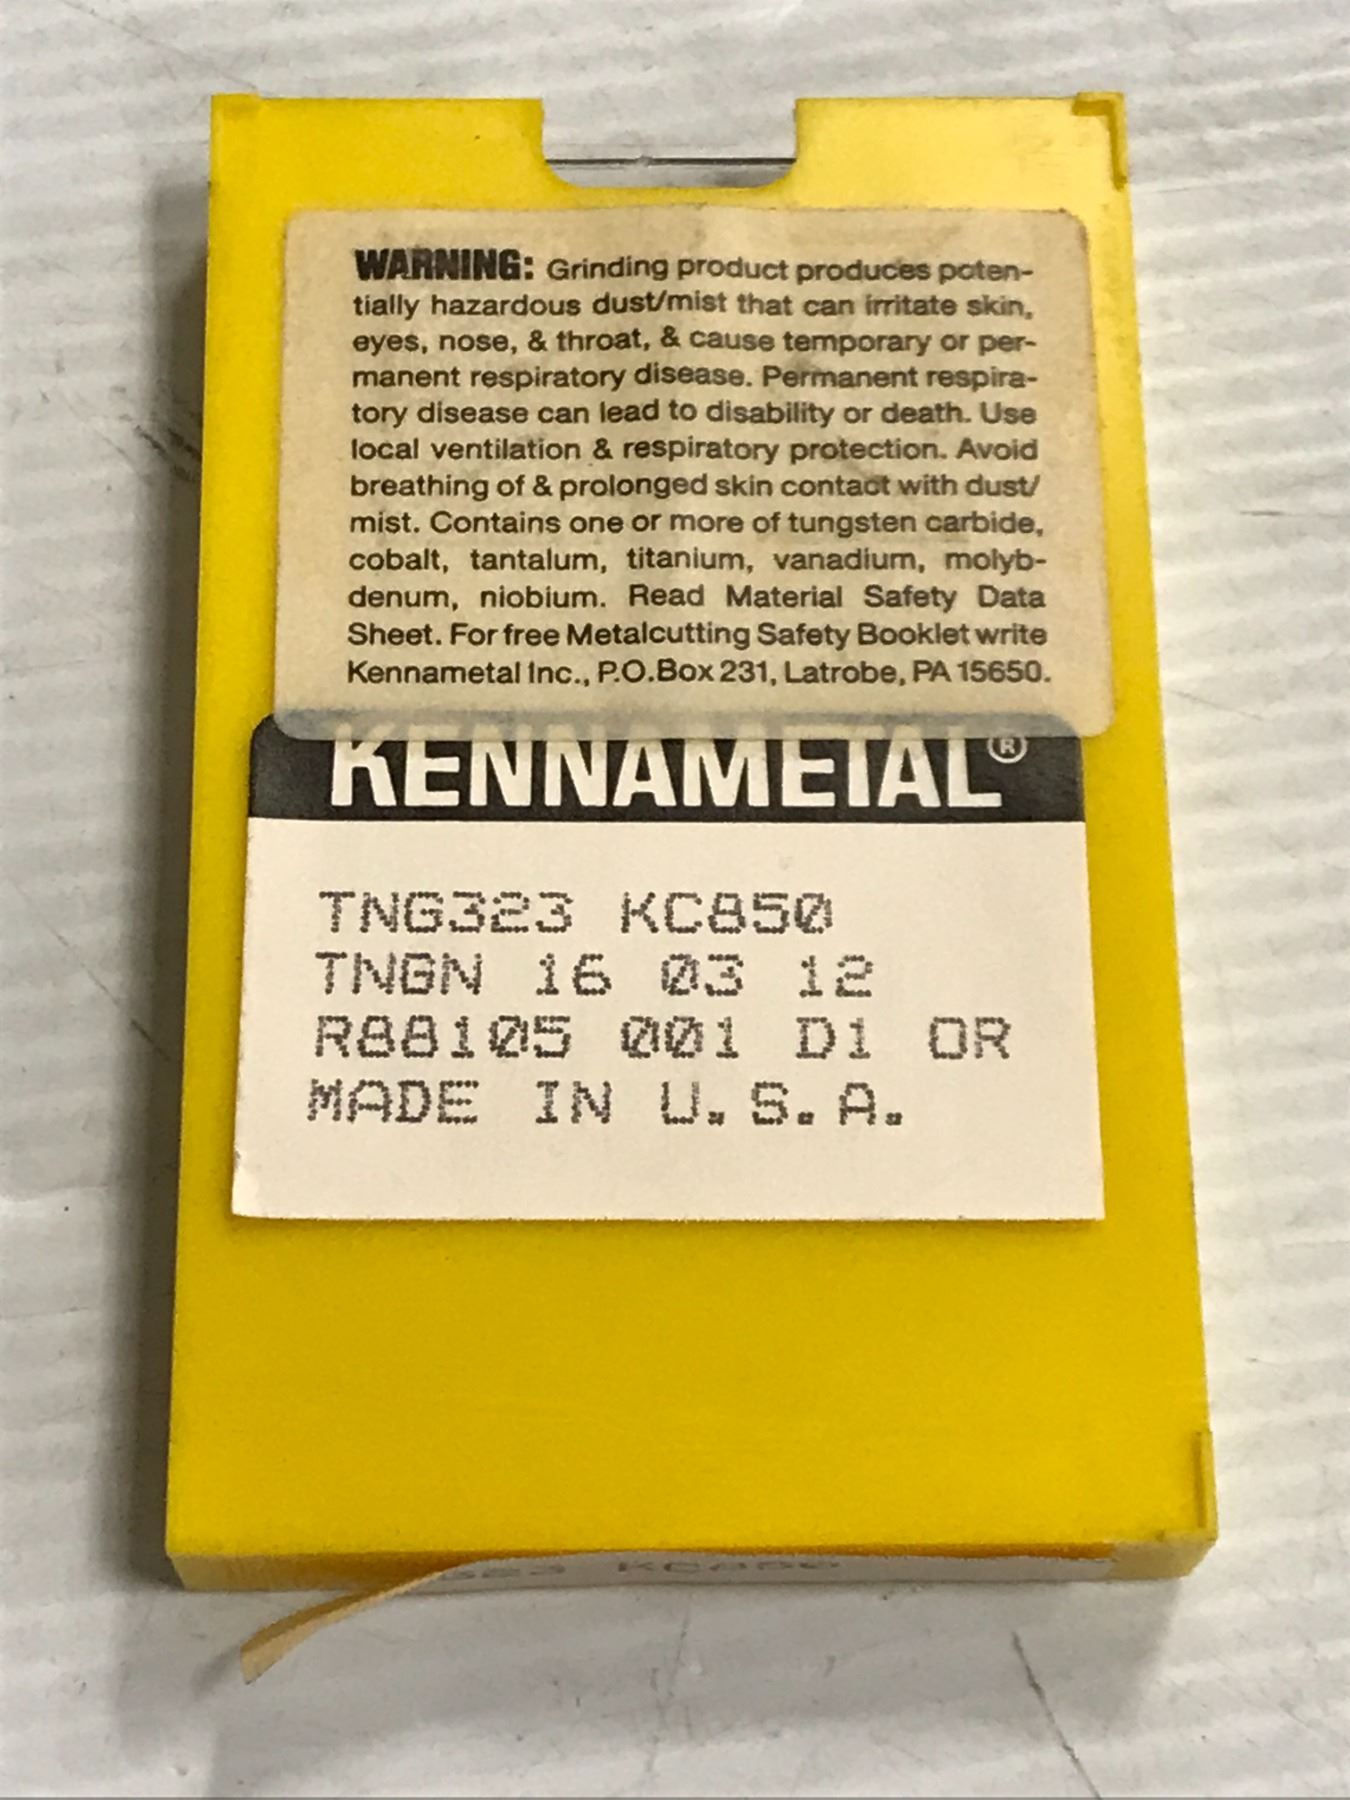 WARNING: Grinding product produces poten-
tially hazardous dust/mist that can irritate skin,
eyes, nose, & throat, & cause temporary or per-
manent respiratory disease. Permanent respira-
tory disease can lead to disability or death. Use
local ventilation & respiratory protection. Avoid
breathing of & prolonged skin contact with dust/
mist. Contains one or more of tungsten carbide,
cobalt, tantalum, titanium, vanadium, molyb-
denum, niobium. Read Material Safety Data
Sheet. For free Metalcutting Safety Booklet write
Kennametal Inc., P.O. Box 231, Latrobe, PA 15650.
KENNAMETAL®
TNG323 KC850
TNGN 16 03 12
R88105 001 D1 OR
MADE IN U.S.A.
323 KC850